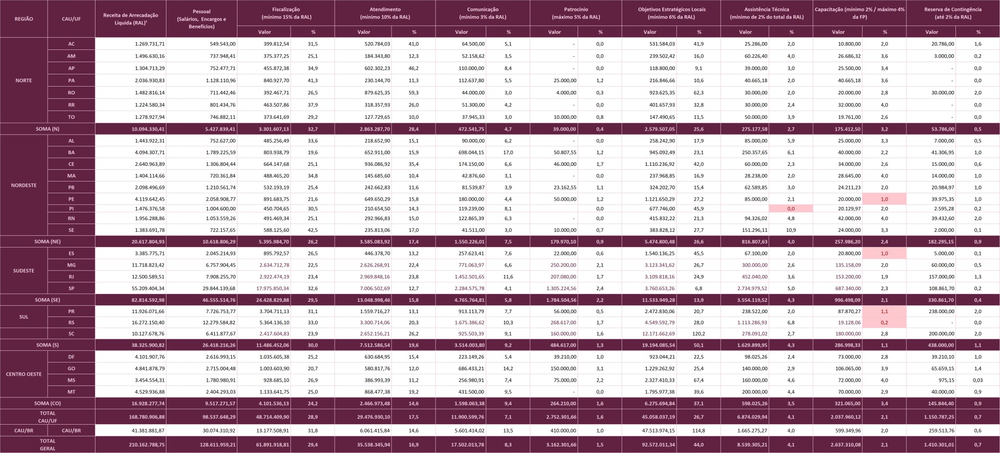 REGIÃO CAU/UF Receita de Arrecadação Líquida (RAL)¹ Pessoal (Salários, Encargos e Benefícios) Fiscalização (mínimo 15% da RAL) Atendimento (mínimo 10% da RAL) Comunicação (mínimo 3% da RAL) Patrocínio (máximo 5% da RAL) Objetivos Estratégicos Locais (mínimo 6% da RAL) Assistência Técnica (mínimo de 2% do total da RAL) Capacitação (mínimo 2% / máximo 4% da FP) Reserva de Contingência (até 2% da RAL)
Valor % Valor % Valor % Valor % Valor % Valor % Valor % Valor %
NORTE
AC 1.269.731,71 549.543,00 399.812,54 31,5 520.784,03 41,0 64.500,00 5,1 - 0,0 531.584,03 41,9 25.286,00 2,0 10.800,00 2,0 20.786,00 1,6
AM 1.496.630,16 737.948,41 375.377,25 25,1 184.343,80 12,3 52.158,62 3,5 - 0,0 239.502,42 16,0 60.226,40 4,0 26.686,32 3,6 3.000,00 0,2
AP 1.304.713,29 752.477,71 455.872,38 34,9 602.302,23 46,2 110.000,00 8,4 - 0,0 118.800,00 9,1 39.000,00 3,0 25.500,00 3,4 - 0,0
PA 2.036.930,83 1.128.110,96 840.927,70 41,3 230.144,70 11,3 112.637,80 5,5 25.000,00 1,2 216.846,66 10,6 40.665,18 2,0 40.665,18 3,6 - 0,0
RO 1.482.816,14 711.442,46 392.467,71 26,5 879.625,35 59,3 44.000,00 3,0 4.000,00 0,3 923.625,35 62,3 30.000,00 2,0 20.000,00 2,8 30.000,00 2,0
RR 1.224.580,34 801.434,76 463.507,86 37,9 318.357,93 26,0 51.300,00 4,2 - 0,0 401.657,93 32,8 30.000,00 2,4 32.000,00 4,0 - 0,0
TO 1.278.927,94 746.882,11 373.641,69 29,2 127.729,65 10,0 37.945,33 3,0 10.000,00 0,8 147.490,65 11,5 50.000,00 3,9 19.761,00 2,6 - 0,0
SOMA (N) 10.094.330,41 5.427.839,41 3.301.607,13 32,7 2.863.287,70 28,4 472.541,75 4,7 39.000,00 0,4 2.579.507,05 25,6 275.177,58 2,7 175.412,50 3,2 53.786,00 0,5
NORDESTE
AL 1.443.922,31 752.627,00 485.256,49 33,6 218.652,90 15,1 90.000,00 6,2 - 0,0 258.242,90 17,9 85.000,00 5,9 25.000,00 3,3 7.000,00 0,5
BA 4.094.307,71 1.789.225,59 803.938,79 19,6 652.911,00 15,9 698.044,15 17,0 50.807,55 1,2 945.092,49 23,1 250.357,65 6,1 40.000,00 2,2 41.306,95 1,0
CE 2.640.963,89 1.306.804,44 664.147,68 25,1 936.086,92 35,4 174.150,00 6,6 46.000,00 1,7 1.110.236,92 42,0 60.000,00 2,3 34.000,00 2,6 15.000,00 0,6
MA 1.404.114,66 720.361,84 488.465,20 34,8 145.685,60 10,4 42.876,60 3,1 - 0,0 237.968,85 16,9 28.238,00 2,0 28.645,00 4,0 14.000,00 1,0
PB 2.098.496,69 1.210.561,74 532.193,19 25,4 242.662,83 11,6 81.539,87 3,9 23.162,55 1,1 324.202,70 15,4 62.589,85 3,0 24.211,23 2,0 20.984,97 1,0
PE 4.119.642,45 2.058.908,77 891.683,75 21,6 649.650,29 15,8 180.000,00 4,4 50.000,00 1,2 1.121.650,29 27,2 85.000,00 2,1 20.000,00 1,0 39.975,35 1,0
PI 1.476.376,58 1.004.600,00 450.704,65 30,5 210.654,50 14,3 119.239,00 8,1 0,0 677.746,00 45,9 0,0 20.129,97 2,0 2.595,28 0,2
RN 1.956.288,86 1.053.559,26 491.469,34 25,1 292.966,83 15,0 122.865,39 6,3 - 0,0 415.832,22 21,3 94.326,02 4,8 42.000,00 4,0 39.432,60 2,0
SE 1.383.691,78 722.157,65 588.125,60 42,5 235.813,06 17,0 41.511,00 3,0 10.000,00 0,7 383.828,12 27,7 151.296,11 10,9 24.000,00 3,3 2.000,00 0,1
SOMA (NE) 20.617.804,93 10.618.806,29 5.395.984,70 26,2 3.585.083,92 17,4 1.550.226,01 7,5 179.970,10 0,9 5.474.800,48 26,6 816.807,63 4,0 257.986,20 2,4 182.295,15 0,9
SUDESTE
ES 3.385.775,71 2.045.214,93 895.792,57 26,5 446.378,70 13,2 257.623,41 7,6 22.000,00 0,6 1.540.136,25 45,5 67.100,00 2,0 20.800,00 1,0 5.000,00 0,1
MG 11.718.823,42 6.757.904,45 2.634.712,78 22,5 2.626.268,91 22,4 771.063,97 6,6 250.200,00 2,1 3.123.341,62 26,7 300.000,00 2,6 135.158,09 2,0 60.000,00 0,5
RJ 12.500.589,51 7.908.255,70 2.922.474,19 23,4 2.969.848,16 23,8 1.452.501,65 11,6 207.080,00 1,7 3.109.818,16 24,9 452.040,00 3,6 153.200,00 1,9 157.000,00 1,3
SP 55.209.404,34 29.844.139,68 17.975.850,34 32,6 7.006.502,69 12,7 2.284.575,78 4,1 1.305.224,56 2,4 3.760.653,26 6,8 2.734.979,52 5,0 687.340,00 2,3 108.861,70 0,2
SOMA (SE) 82.814.592,98 46.555.514,76 24.428.829,88 29,5 13.048.998,46 15,8 4.765.764,81 5,8 1.784.504,56 2,2 11.533.949,28 13,9 3.554.119,52 4,3 996.498,09 2,1 330.861,70 0,4
SUL
PR 11.926.071,66 7.726.753,77 3.704.711,13 31,1 1.559.716,27 13,1 913.113,79 7,7 56.000,00 0,5 2.472.830,06 20,7 238.522,00 2,0 87.870,27 1,1 238.000,00 2,0
RS 16.272.150,40 12.279.584,82 5.364.136,10 33,0 3.300.714,06 20,3 1.675.386,62 10,3 268.617,00 1,7 4.549.592,79 28,0 1.113.286,93 6,8 19.128,06 0,2 - 0,0
SC 10.127.678,76 6.411.877,67 2.417.604,83 23,9 2.652.156,21 26,2 925.503,39 9,1 160.000,00 1,6 12.171.662,69 120,2 278.091,02 2,7 180.000,00 2,8 200.000,00 2,0
SOMA (S) 38.325.900,82 26.418.216,26 11.486.452,06 30,0 7.512.586,54 19,6 3.514.003,80 9,2 484.617,00 1,3 19.194.085,54 50,1 1.629.899,95 4,3 286.998,33 1,1 438.000,00 1,1
CENTRO OESTE
DF 4.101.907,76 2.616.993,15 1.035.605,38 25,2 630.684,95 15,4 223.149,26 5,4 39.210,00 1,0 923.044,21 22,5 98.025,26 2,4 73.000,00 2,8 39.210,10 1,0
GO 4.841.878,79 2.715.004,48 1.003.603,90 20,7 580.817,76 12,0 686.433,21 14,2 150.000,00 3,1 1.229.262,92 25,4 140.000,00 2,9 106.065,00 3,9 65.659,15 1,4
MS 3.454.554,31 1.780.980,91 928.685,10 26,9 386.993,39 11,2 256.980,91 7,4 75.000,00 2,2 2.327.410,33 67,4 160.000,00 4,6 72.000,00 4,0 975,15 0,03
MT 4.529.936,88 2.404.293,03 1.133.641,75 25,0 868.477,38 19,2 431.500,00 9,5 - 0,0 1.795.977,38 39,6 200.000,00 4,4 70.000,00 2,9 40.000,00 0,9
SOMA (CO) 16.928.277,74 9.517.271,57 4.101.536,13 24,2 2.466.973,48 14,6 1.598.063,38 9,4 264.210,00 1,6 6.275.694,84 37,1 598.025,26 3,5 321.065,00 3,4 145.844,40 0,9
TOTAL CAU/UF 168.780.906,88 98.537.648,29 48.714.409,90 28,9 29.476.930,10 17,5 11.900.599,76 7,1 2.752.301,66 1,6 45.058.037,19 26,7 6.874.029,94 4,1 2.037.960,12 2,1 1.150.787,25 0,7
CAU/BR CAU/BR 41.381.881,87 30.074.310,92 13.177.508,91 31,8 6.061.415,84 14,6 5.601.414,02 13,5 410.000,00 1,0 47.513.974,15 114,8 1.665.275,27 4,0 599.349,96 2,0 259.513,76 0,6
TOTAL GERAL 210.162.788,75 128.611.959,21 61.891.918,81 29,4 35.538.345,94 16,9 17.502.013,78 8,3 3.162.301,66 1,5 92.572.011,34 44,0 8.539.305,21 4,1 2.637.310,08 2,1 1.410.301,01 0,7